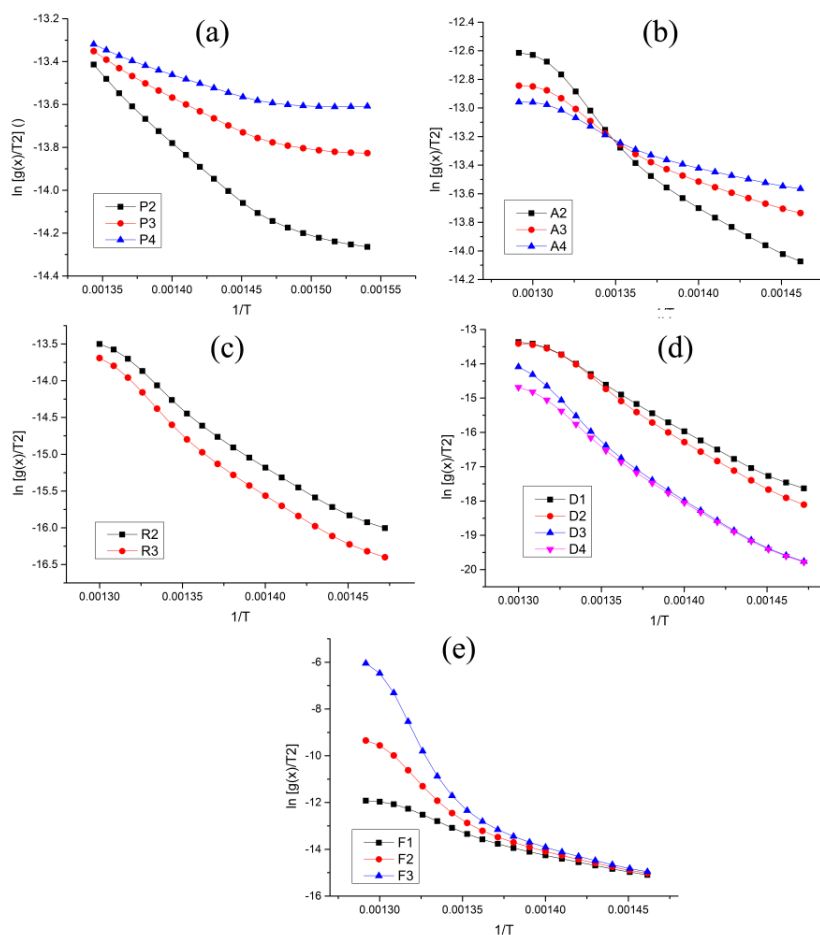 (a)
-13.0
-13.2
-13.4
-13.6
-13.8
-14.0
-14.2
-14.4
ln [g(x)/T2] ()
P2
P3
P4
0.00135 0.00140 0.00145 0.00150 0.00155
1/T
(b)
-12.4
-12.6
-12.8
-13.0
-13.2
-13.4
-13.6
-13.8
-14.0
-14.2
ln [g(x)/T2]
A2
A3
A4
0.00130 0.00135 0.00140 0.00145
(c)
-13.5
-14.0
-14.5
-15.0
-15.5
-16.0
-16.5
ln [g(x)/T2]
R2
R3
0.00130 0.00135 0.00140 0.00145
1/T
(d)
-13
-14
-15
-16
-17
-18
-19
-20
ln [g(x)/T2]
D1
D2
D3
D4
0.00130 0.00135 0.00140 0.00145
1/T
(e)
-6
-8
-10
-12
-14
-16
ln [g(x)/T2]
F1
F2
F3
0.00130 0.00135 0.00140 0.00145
1/T